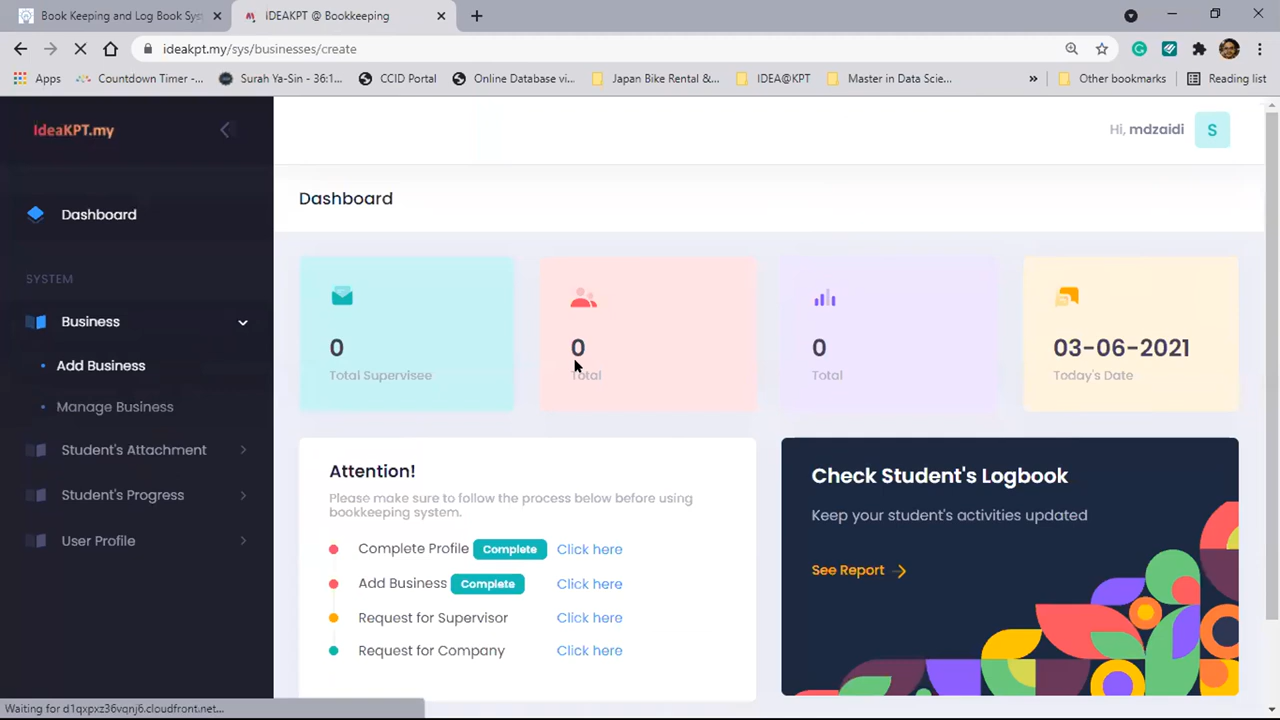 Book Keeping and Log Book Sys
IDEAKPT @ Bookkeeping
ideakpt.my/sys/businesses/create
Apps
Countdown Timer -...
Surah Ya-Sin - 36:1...
CCID Portal
Online Database vi...
Japan Bike Rental &...
IDEA@KPT
Master in Data Scie...
»
Other bookmarks
Reading list
IdeaKPT.my
Hi, mdzaidi
S
Dashboard
Dashboard
SYSTEM
Business
Add Business
Manage Business
Student's Attachment
Student's Progress
User Profile
0
Total Supervisee
0
Total
0
Total
03-06-2021
Today's Date
Attention!
Please make sure to follow the process below before using
bookkeeping system.
Complete Profile Complete Click here
Add Business Complete Click here
Request for Supervisor Click here
Request for Company Click here
Check Student's Logbook
Keep your student's activities updated
See Report
Waiting for d1qxpxz36vqnj6.cloudfront.net...